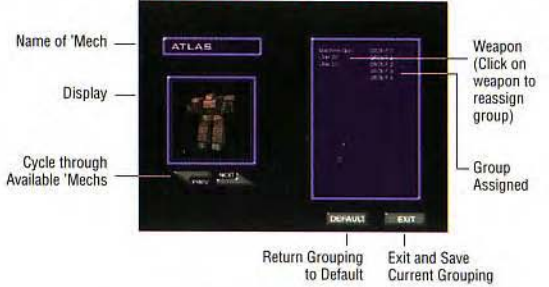 Name of 'Mech
ATLAS
Display
Cycle through
Available 'Mechs
PREV
NEXT
Weapon
(Click on
weapon to
reassign
group)
Group
Assigned
DEFAULT
EXIT
Return Grouping
to Default
Exit and Save
Current Grouping